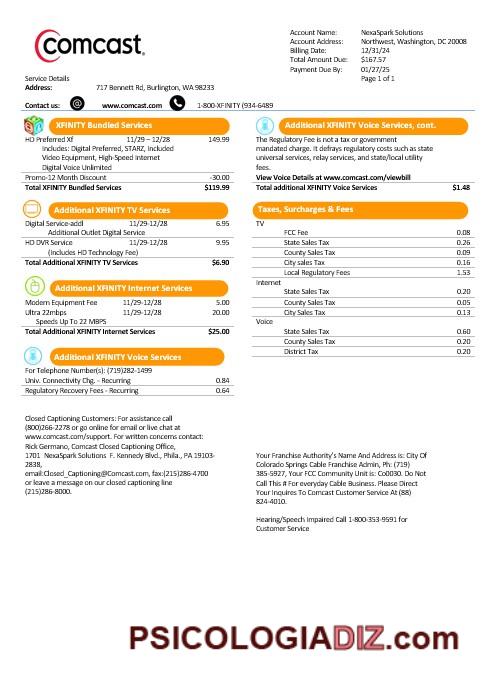 comcast.
Account Name: NexaSpark Solutions
Account Address: Northwest, Washington, DC 20008
Billing Date: 12/31/24
Total Amount Due: $167.57
Payment Due By: 01/27/25
Page 1 of 1
Service Details
Address: 717 Bennett Rd, Burlington, WA 98233
Contact us: @ www.comcast.com 1-800-XFINITY (934-6489
XFINITY Bundled Services
HD Preferred Xf 11/29 – 12/28 149.99
Includes: Digital Preferred, STARZ, Included
Video Equipment, High-Speed Internet
Digital Voice Unlimited
Promo-12 Month Discount -30.00
Total XFINITY Bundled Services $119.99
Additional XFINITY TV Services
Digital Service-addl 11/29-12/28 6.95
Additional Outlet Digital Service
HD DVR Service 11/29-12/28 9.95
(Includes HD Technology Fee)
Total Additional XFINITY TV Services $6.90
Additional XFINITY Internet Services
Modem Equipment Fee 11/29-12/28 5.00
Ultra 22mbps 11/29-12/28 20.00
Speeds Up To 22 MBPS
Total Additional XFINITY Internet Services $25.00
Additional XFINITY Voice Services
For Telephone Number(s): (719)282-1499
Univ. Connectivity Chg. - Recurring 0.84
Regulatory Recovery Fees - Recurring 0.64
Closed Captioning Customers: For assistance call
(800)266-2278 or go online for email or live chat at
www.comcast.com/support. For written concerns contact:
Rick Germano, Comcast Closed Captioning Office,
1701 NexaSpark Solutions F. Kennedy Blvd., Phila., PA 19103-
2838,
email:Closed_Captioning@Comcast.com, fax:(215)286-4700
or leave a message on our closed captioning line
(215)286-8000.
Additional XFINITY Voice Services, cont.
The Regulatory Fee is not a tax or government
mandated charge. It defrays regulatory costs such as state
universal services, relay services, and state/local utility
fees.
View Voice Details at www.comcast.com/viewbill
Total additional XFINITY Voice Services $1.48
Taxes, Surcharges & Fees
TV
FCC Fee 0.08
State Sales Tax 0.26
County Sales Tax 0.09
City sales Tax 0.16
Local Regulatory Fees 1.53
Internet
State Sales Tax 0.20
County Sales Tax 0.05
City Sales Tax 0.13
Voice
State Sales Tax 0.60
County Sales Tax 0.20
District Tax 0.20
Your Franchise Authority's Name And Address is: City Of
Colorado Springs Cable Franchise Admin, Ph: (719)
385-5927, Your FCC Community Unit is: Co0030. Do Not
Call This # For everyday Cable Business. Please Direct
Your Inquires To Comcast Customer Service At (88)
824-4010.
Hearing/Speech Impaired Call 1-800-353-9591 for
Customer Service
PSICOLOGIADIZ.com